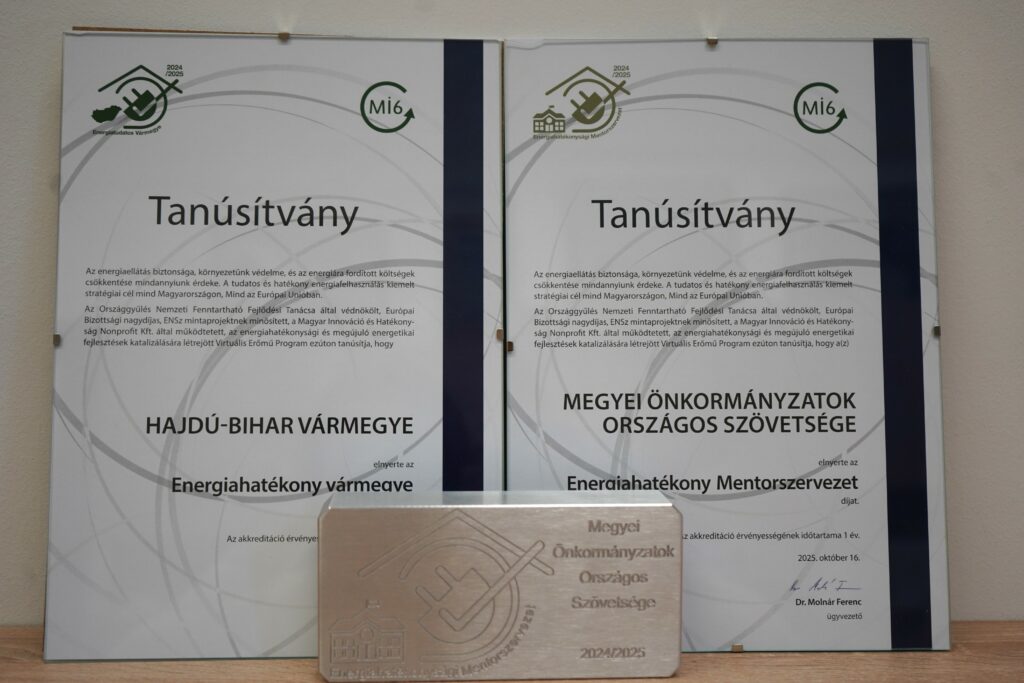 2024
/2025
Energiatudatos Vármegye
Mi6
Tanúsítvány
Az energiaellátás biztonsága, környezetünk védelme, és az energiára fordított költségek
csökkentése mindannyiunk érdeke. A tudatos és hatékony energiafelhasználás kiemelt
stratégiai cél mind Magyarországon, Mind az Európai Unióban.
Az Országgyűlés Nemzeti Fenntartható Fejlődési Tanácsa által védnökölt, Európai
Bizottsági nagydíjas, ENSz mintaprojektnek minősített, a Magyar Innováció és Hatékony-
ság Nonprofit Kft. által működtetett, az energiahatékonysági és megújuló energetikai
fejlesztések katalizálására létrejött Virtuális Erőmű Program ezúton tanúsítja, hogy
HAJDÚ-BIHAR VÁRMEGYE
elnyerte az
Energiahatékony vármegye
Az akkreditáció érvényes
2024
/2025
Energiahatékonysági Mentorszervezet
Mi6
Tanúsítvány
Az energiaellátás biztonsága, környezetünk védelme, és az energiára fordított költségek
csökkentése mindannyiunk érdeke. A tudatos és hatékony energiafelhasználás kiemelt
stratégiai cél mind Magyarországon, Mind az Európai Unióban.
Az Országgyűlés Nemzeti Fenntartható Fejlődési Tanácsa által védnökölt, Európai
Bizottsági nagydíjas, ENSz mintaprojektnek minősített, a Magyar Innováció és Hatékony-
ság Nonprofit Kft. által működtetett, az energiahatékonysági és megújuló energetikai
fejlesztések katalizálására létrejött Virtuális Erőmű Program ezúton tanúsítja, hogy a(z)
MEGYEI ÖNKORMÁNYZATOK
ORSZÁGOS SZÖVETSÉGE
elnyerte az
Energiahatékony Mentorszervezet
díjat.
az akkreditáció érvényességének időtartama 1 év.
2025. október 16.
Dr. Molnár Ferenc
ügyvezető
Megyei
Önkormányzatok
Országos
Szövetsége
2024/2025
Energiahatékonysági Mentorszervezet